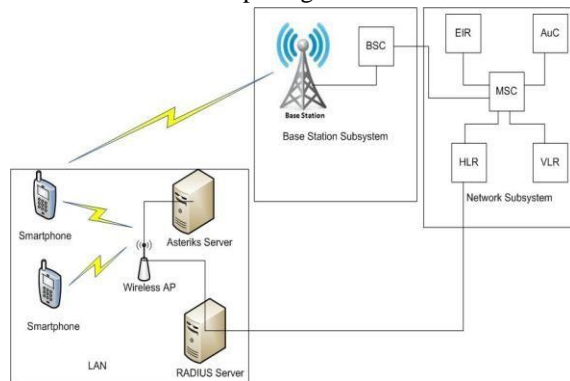 EIR
AuC
BSC
MSC
Base Station
Base Station Subsystem
HLR
VLR
Network Subsystem
Smartphone
Asteriks Server
Wireless AP
Smartphone
RADIUS Server
LAN